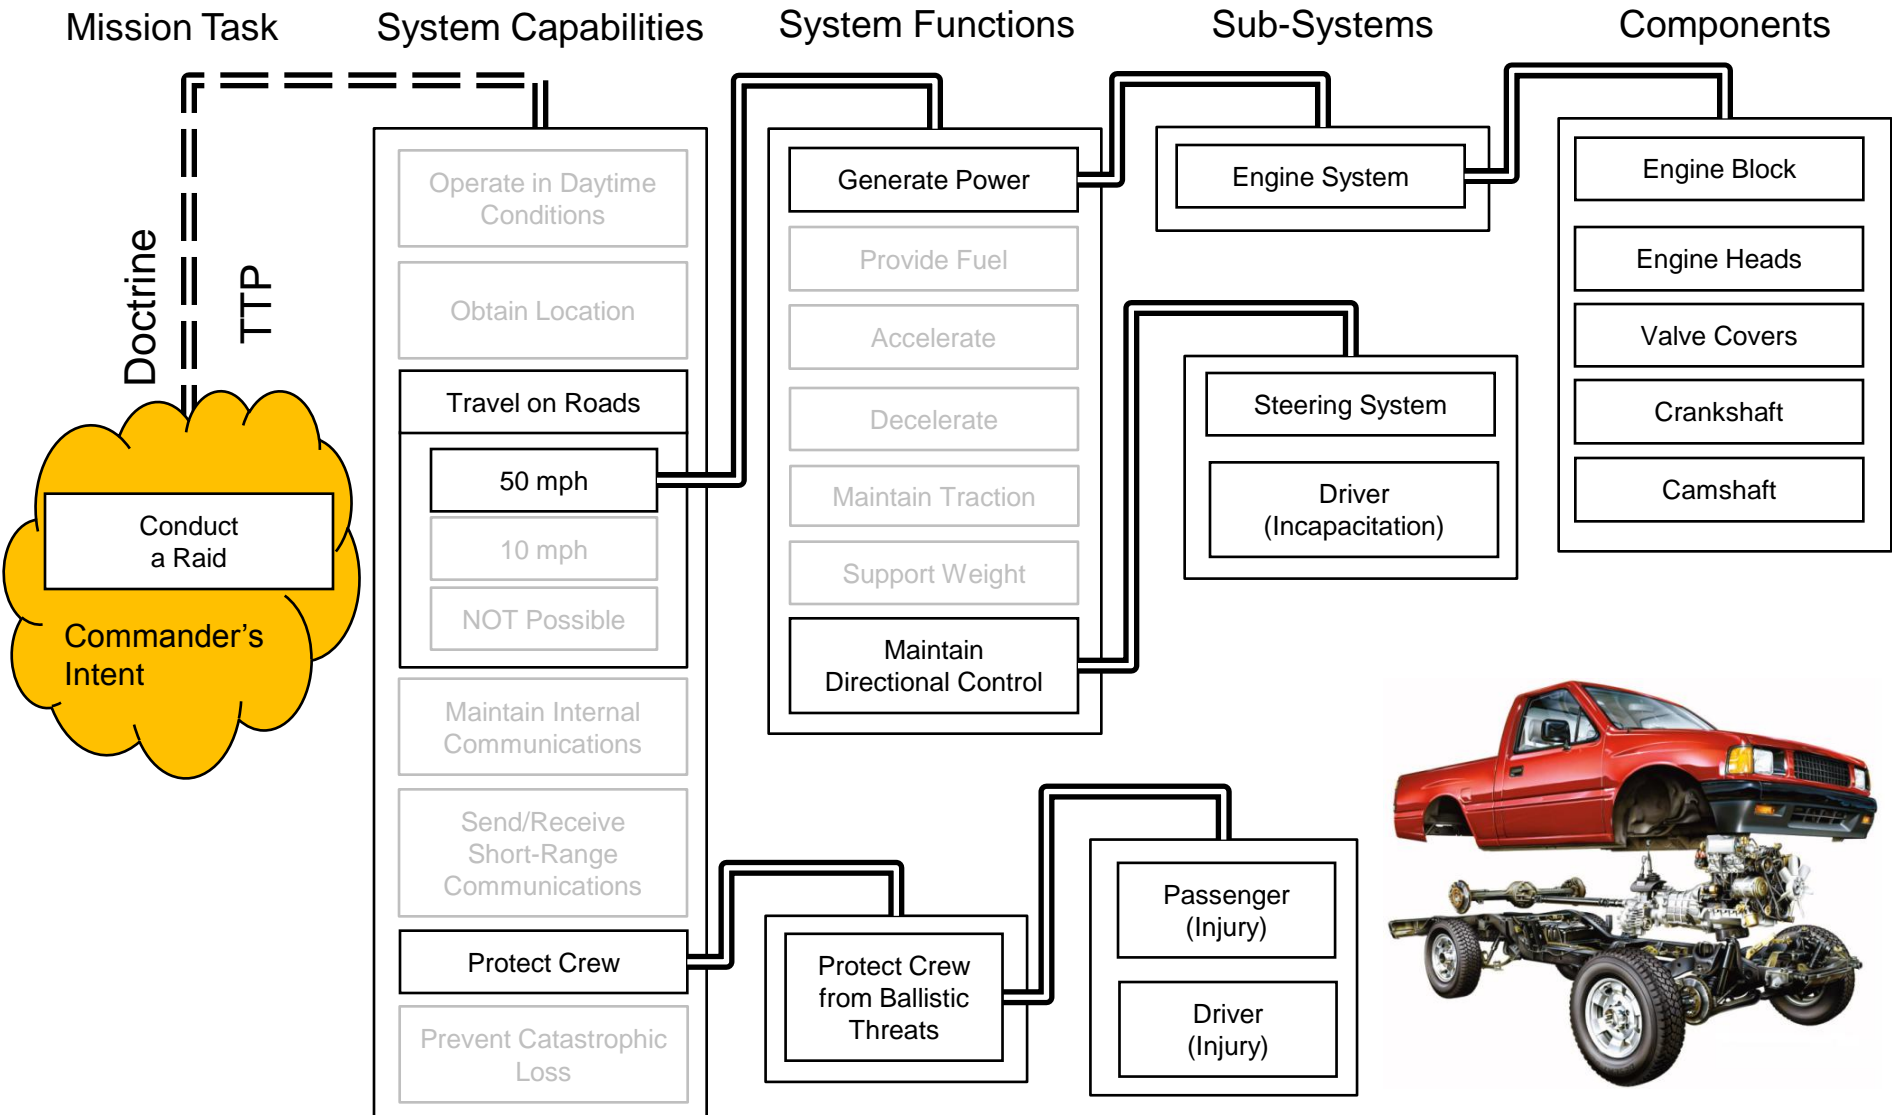 Mission Task
System Capabilities
System Functions
Sub-Systems
Components
Doctrine
TTP
Conduct
a Raid
Commander’s
Intent
Operate in Daytime
Conditions
Obtain Location
Travel on Roads
50 mph
10 mph
NOT Possible
Maintain Internal
Communications
Send/Receive
Short-Range
Communications
Protect Crew
Prevent Catastrophic
Loss
Generate Power
Provide Fuel
Accelerate
Decelerate
Maintain Traction
Support Weight
Maintain
Directional Control
Protect Crew
from Ballistic
Threats
Engine System
Steering System
Driver
(Incapacitation)
Passenger
(Injury)
Driver
(Injury)
Engine Block
Engine Heads
Valve Covers
Crankshaft
Camshaft